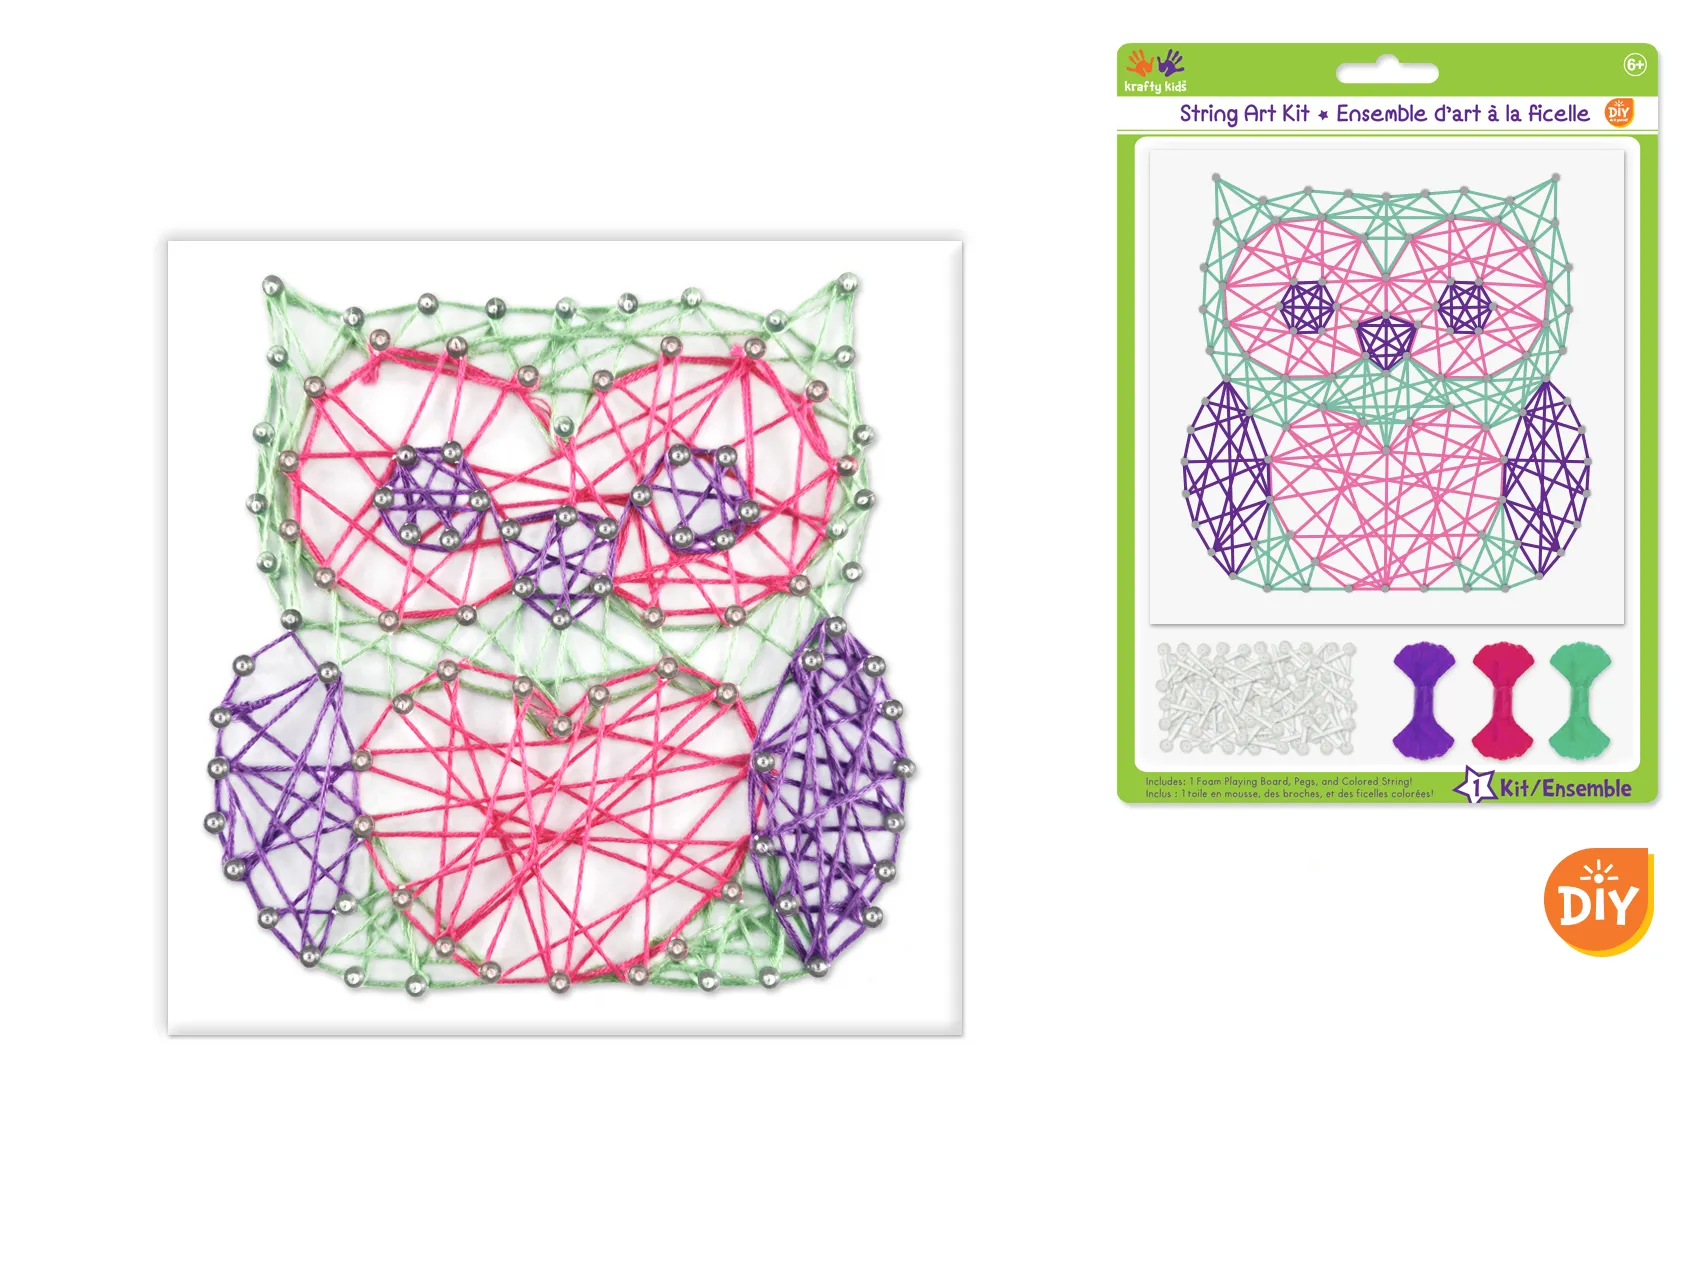 krafty kids
6+
String Art Kit ★ Ensemble d'art à la ficelle
DIY
Includes: 1 Foam Playing Board, Pegs, and Colored String!
Inclus : 1 toile en mousse, des broches, et des ficelles colorées!
1 Kit/Ensemble
DIY